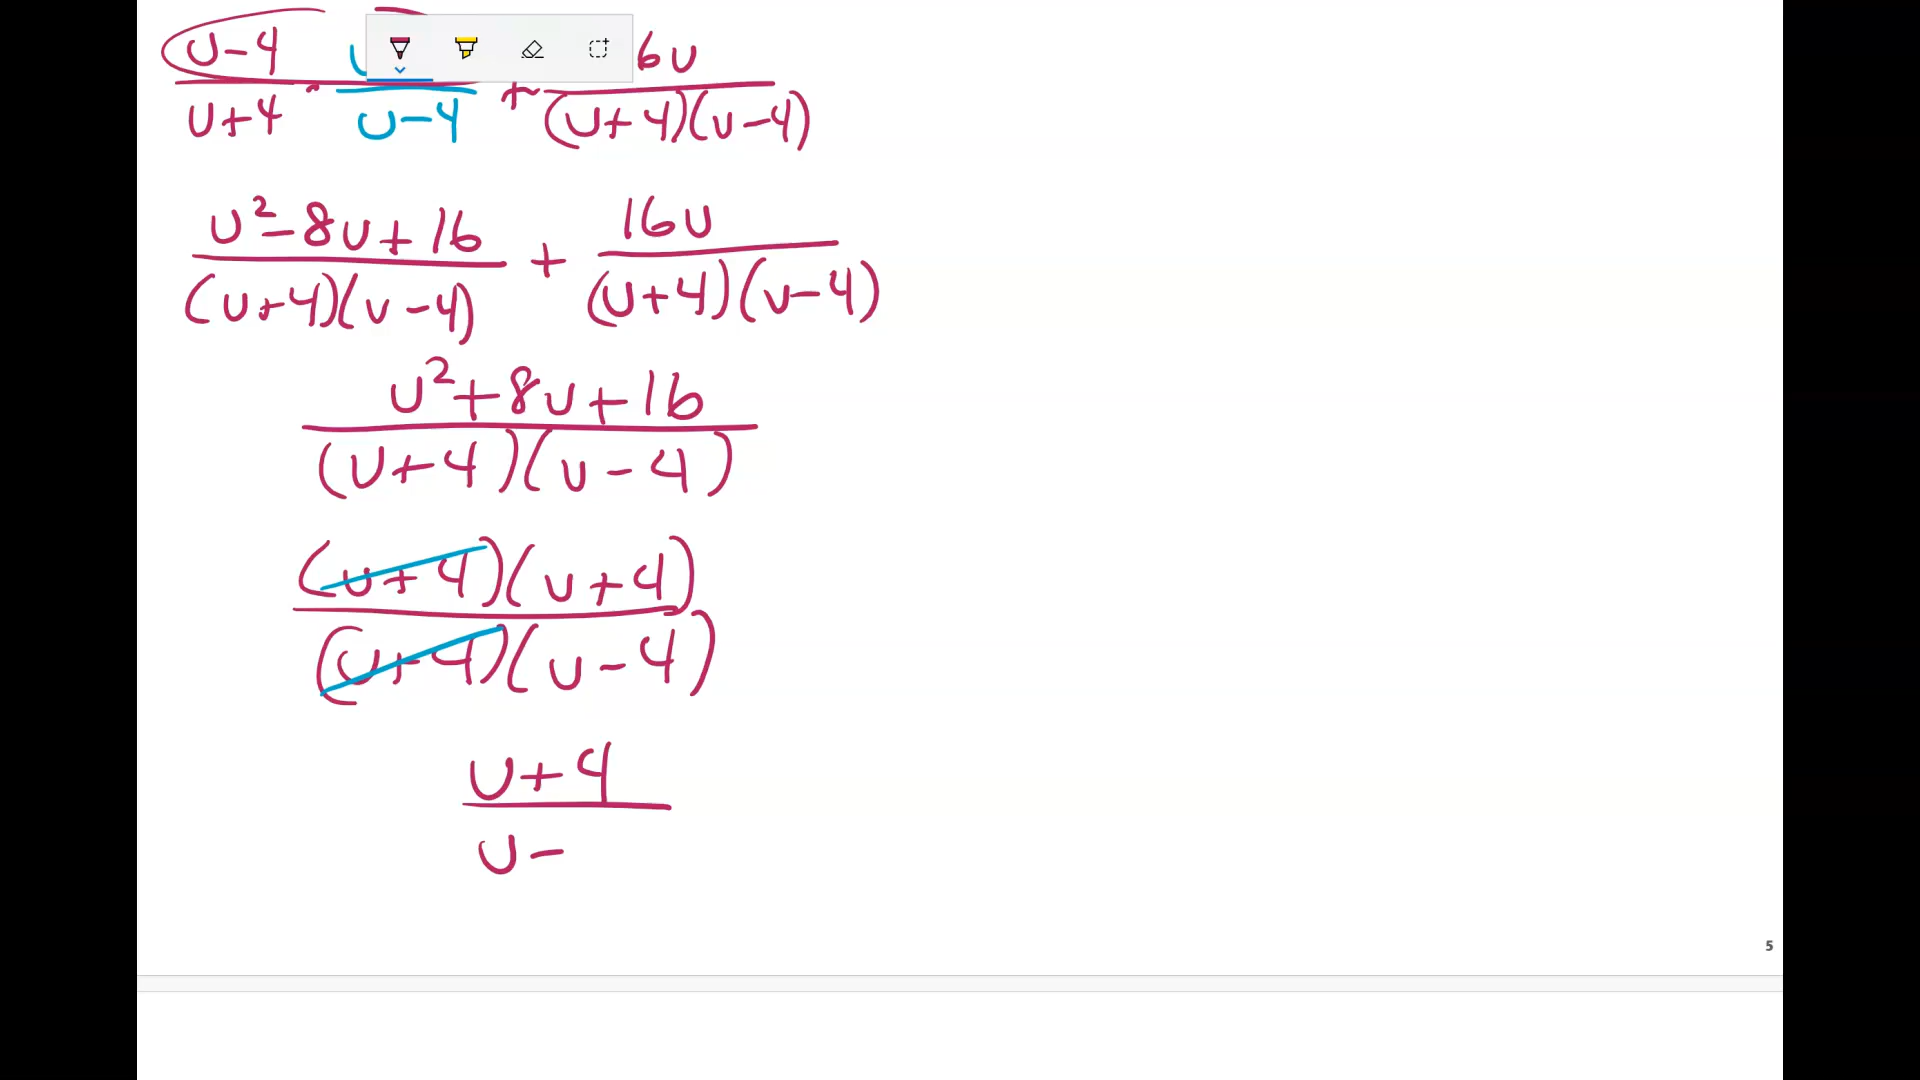 u-4 u 6u
u+4 · u-4 + (u+4)(u-4)
u²-8u+16 16u
(u+4)(u-4) + (u+4)(u-4)
u²+8u+16
(u+4)(u-4)
(u+4)(u+4)
(u+4)(u-4)
u+4
u-
5